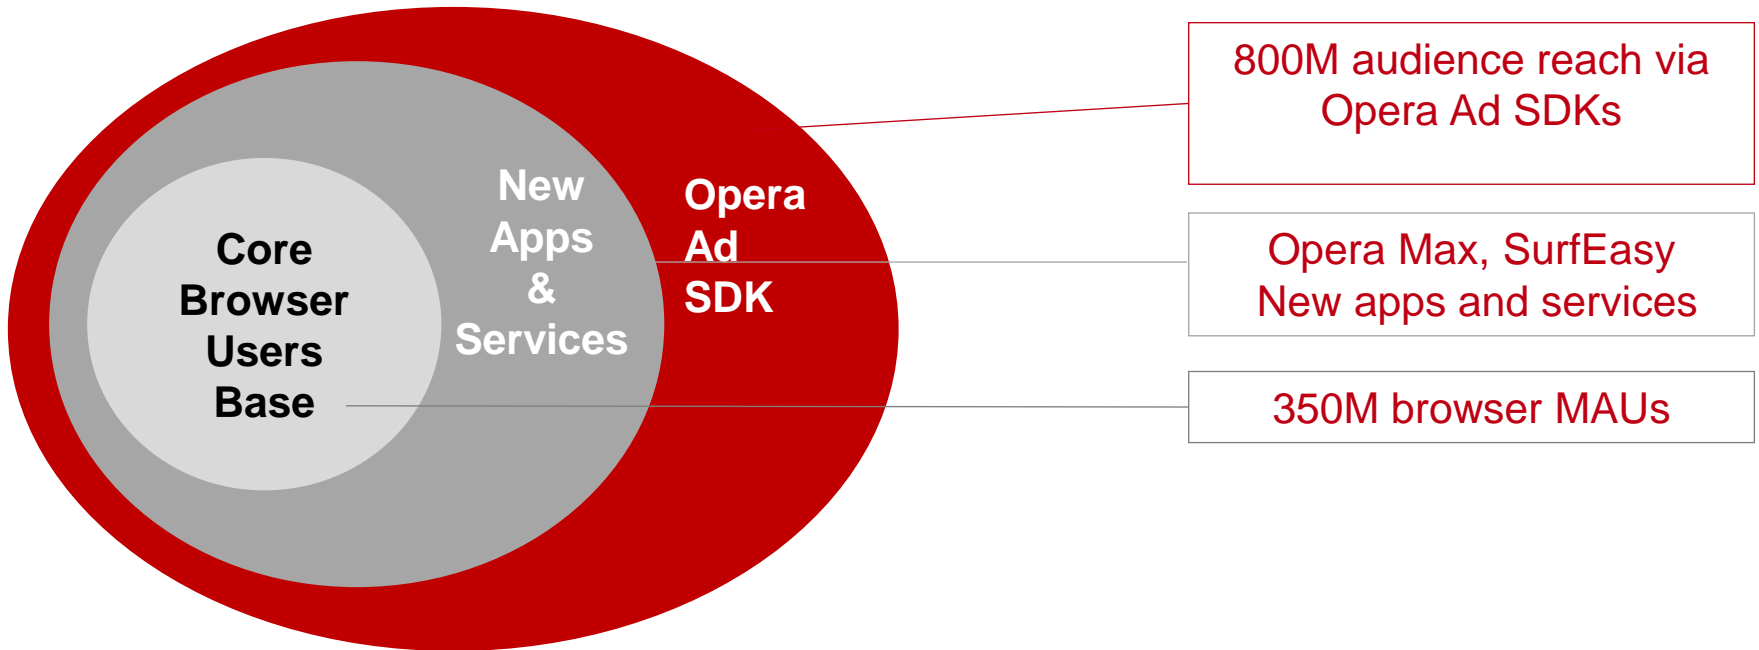 Core
Browser
Users
Base
New
Apps
&
Services
Opera
Ad
SDK
800M audience reach via
Opera Ad SDKs
Opera Max, SurfEasy
New apps and services
350M browser MAUs